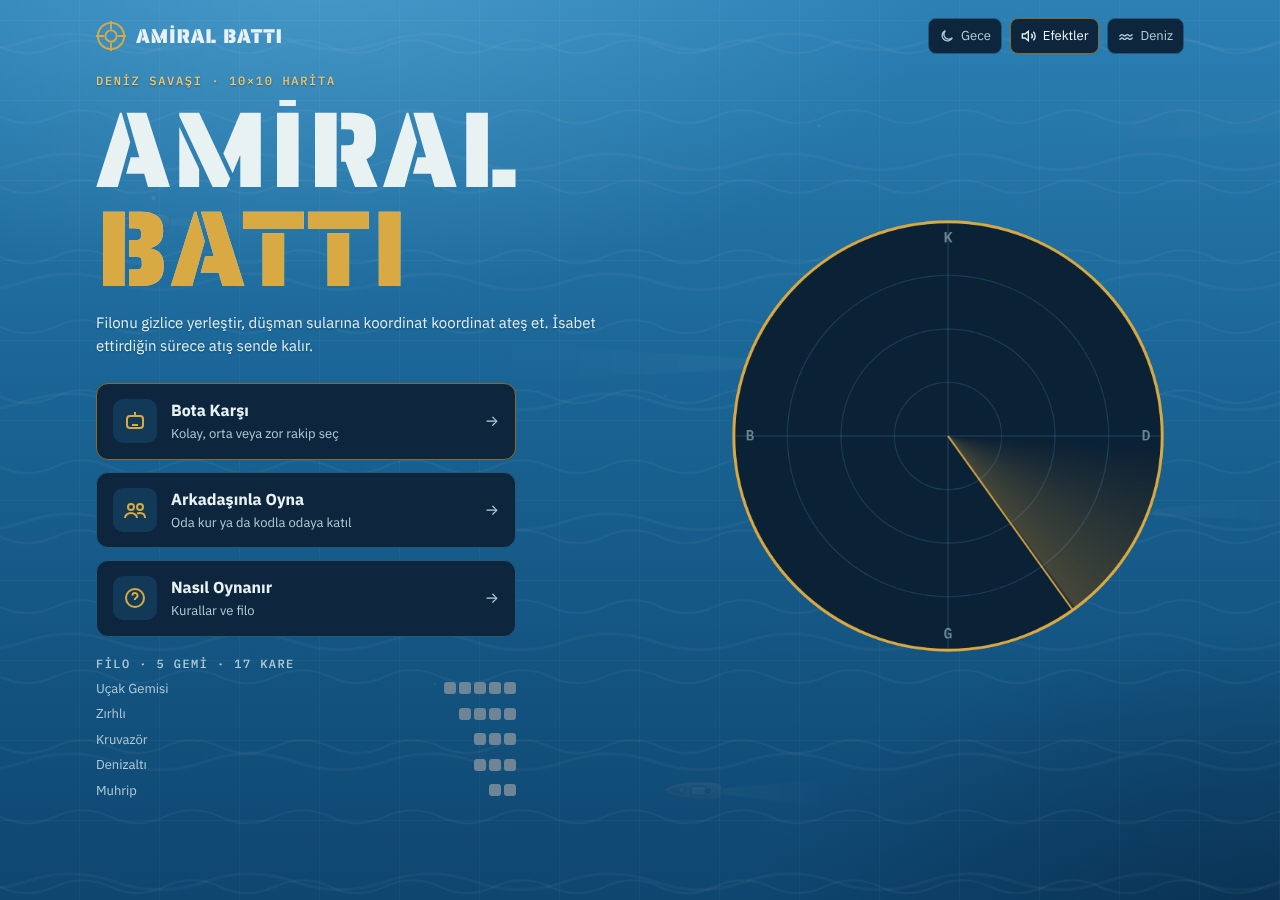 AMİRAL BATTI
Gece
Efektler
Deniz
DENİZ SAVAŞI · 10×10 HARİTA
AMİRAL
BATTI
Filonu gizlice yerleştir, düşman sularına koordinat koordinat ateş et. İsabet
ettirdiğin sürece atış sende kalır.
Bota Karşı
Kolay, orta veya zor rakip seç
Arkadaşınla Oyna
Oda kur ya da kodla odaya katıl
Nasıl Oynanır
Kurallar ve filo
FİLO · 5 GEMİ · 17 KARE
Uçak Gemisi
Zırhlı
Kruvazör
Denizaltı
Muhrip
K
B
D
G